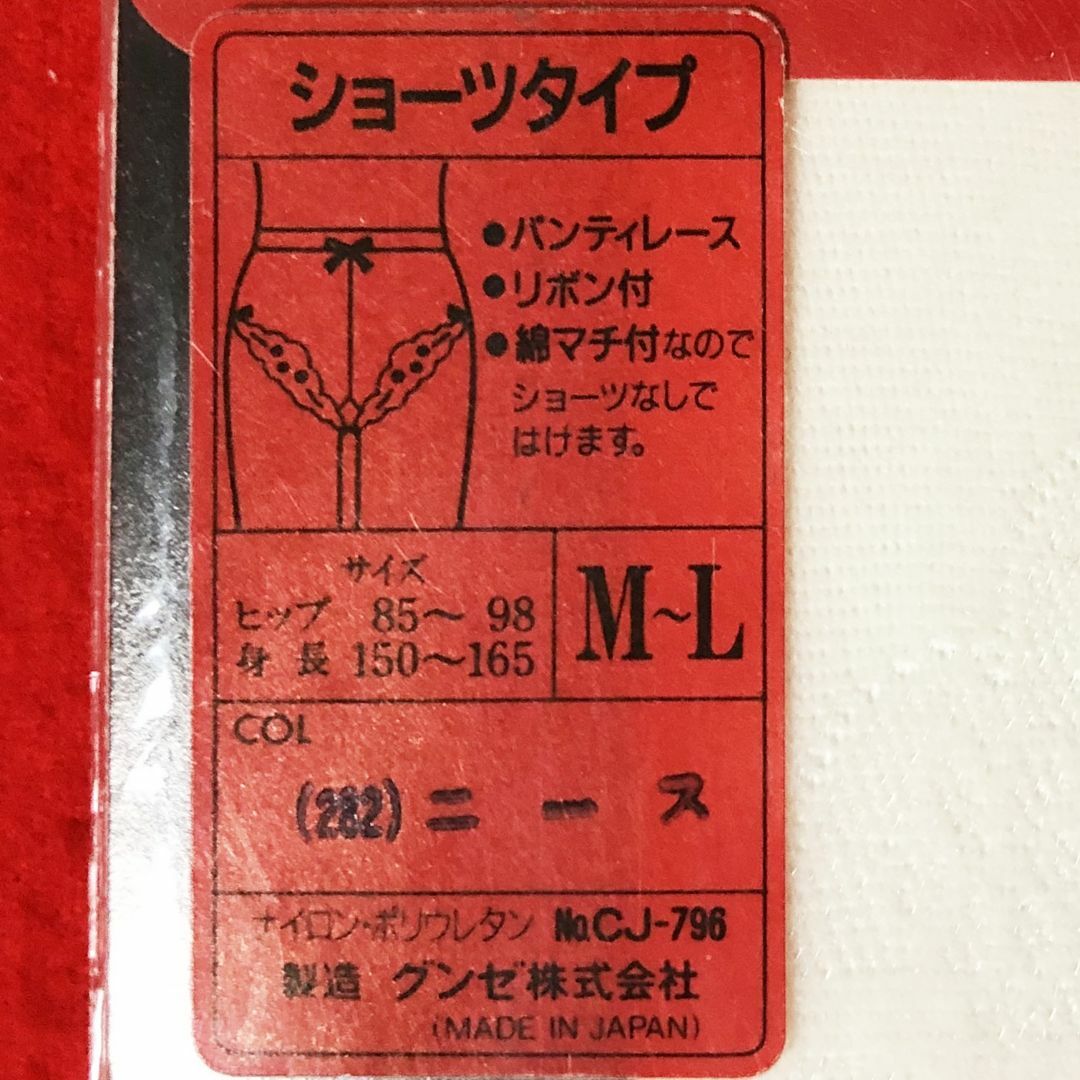 ショーツタイプ
●パンティレース
●リボン付
●綿マチ付なので
ショーツなしで
はけます。
サイズ
ヒップ 85～98
身長 150～165
M～L
COL
(282) ニース
ナイロン・ポリウレタン No.CJ-796
製造 グンゼ株式会社
(MADE IN JAPAN)